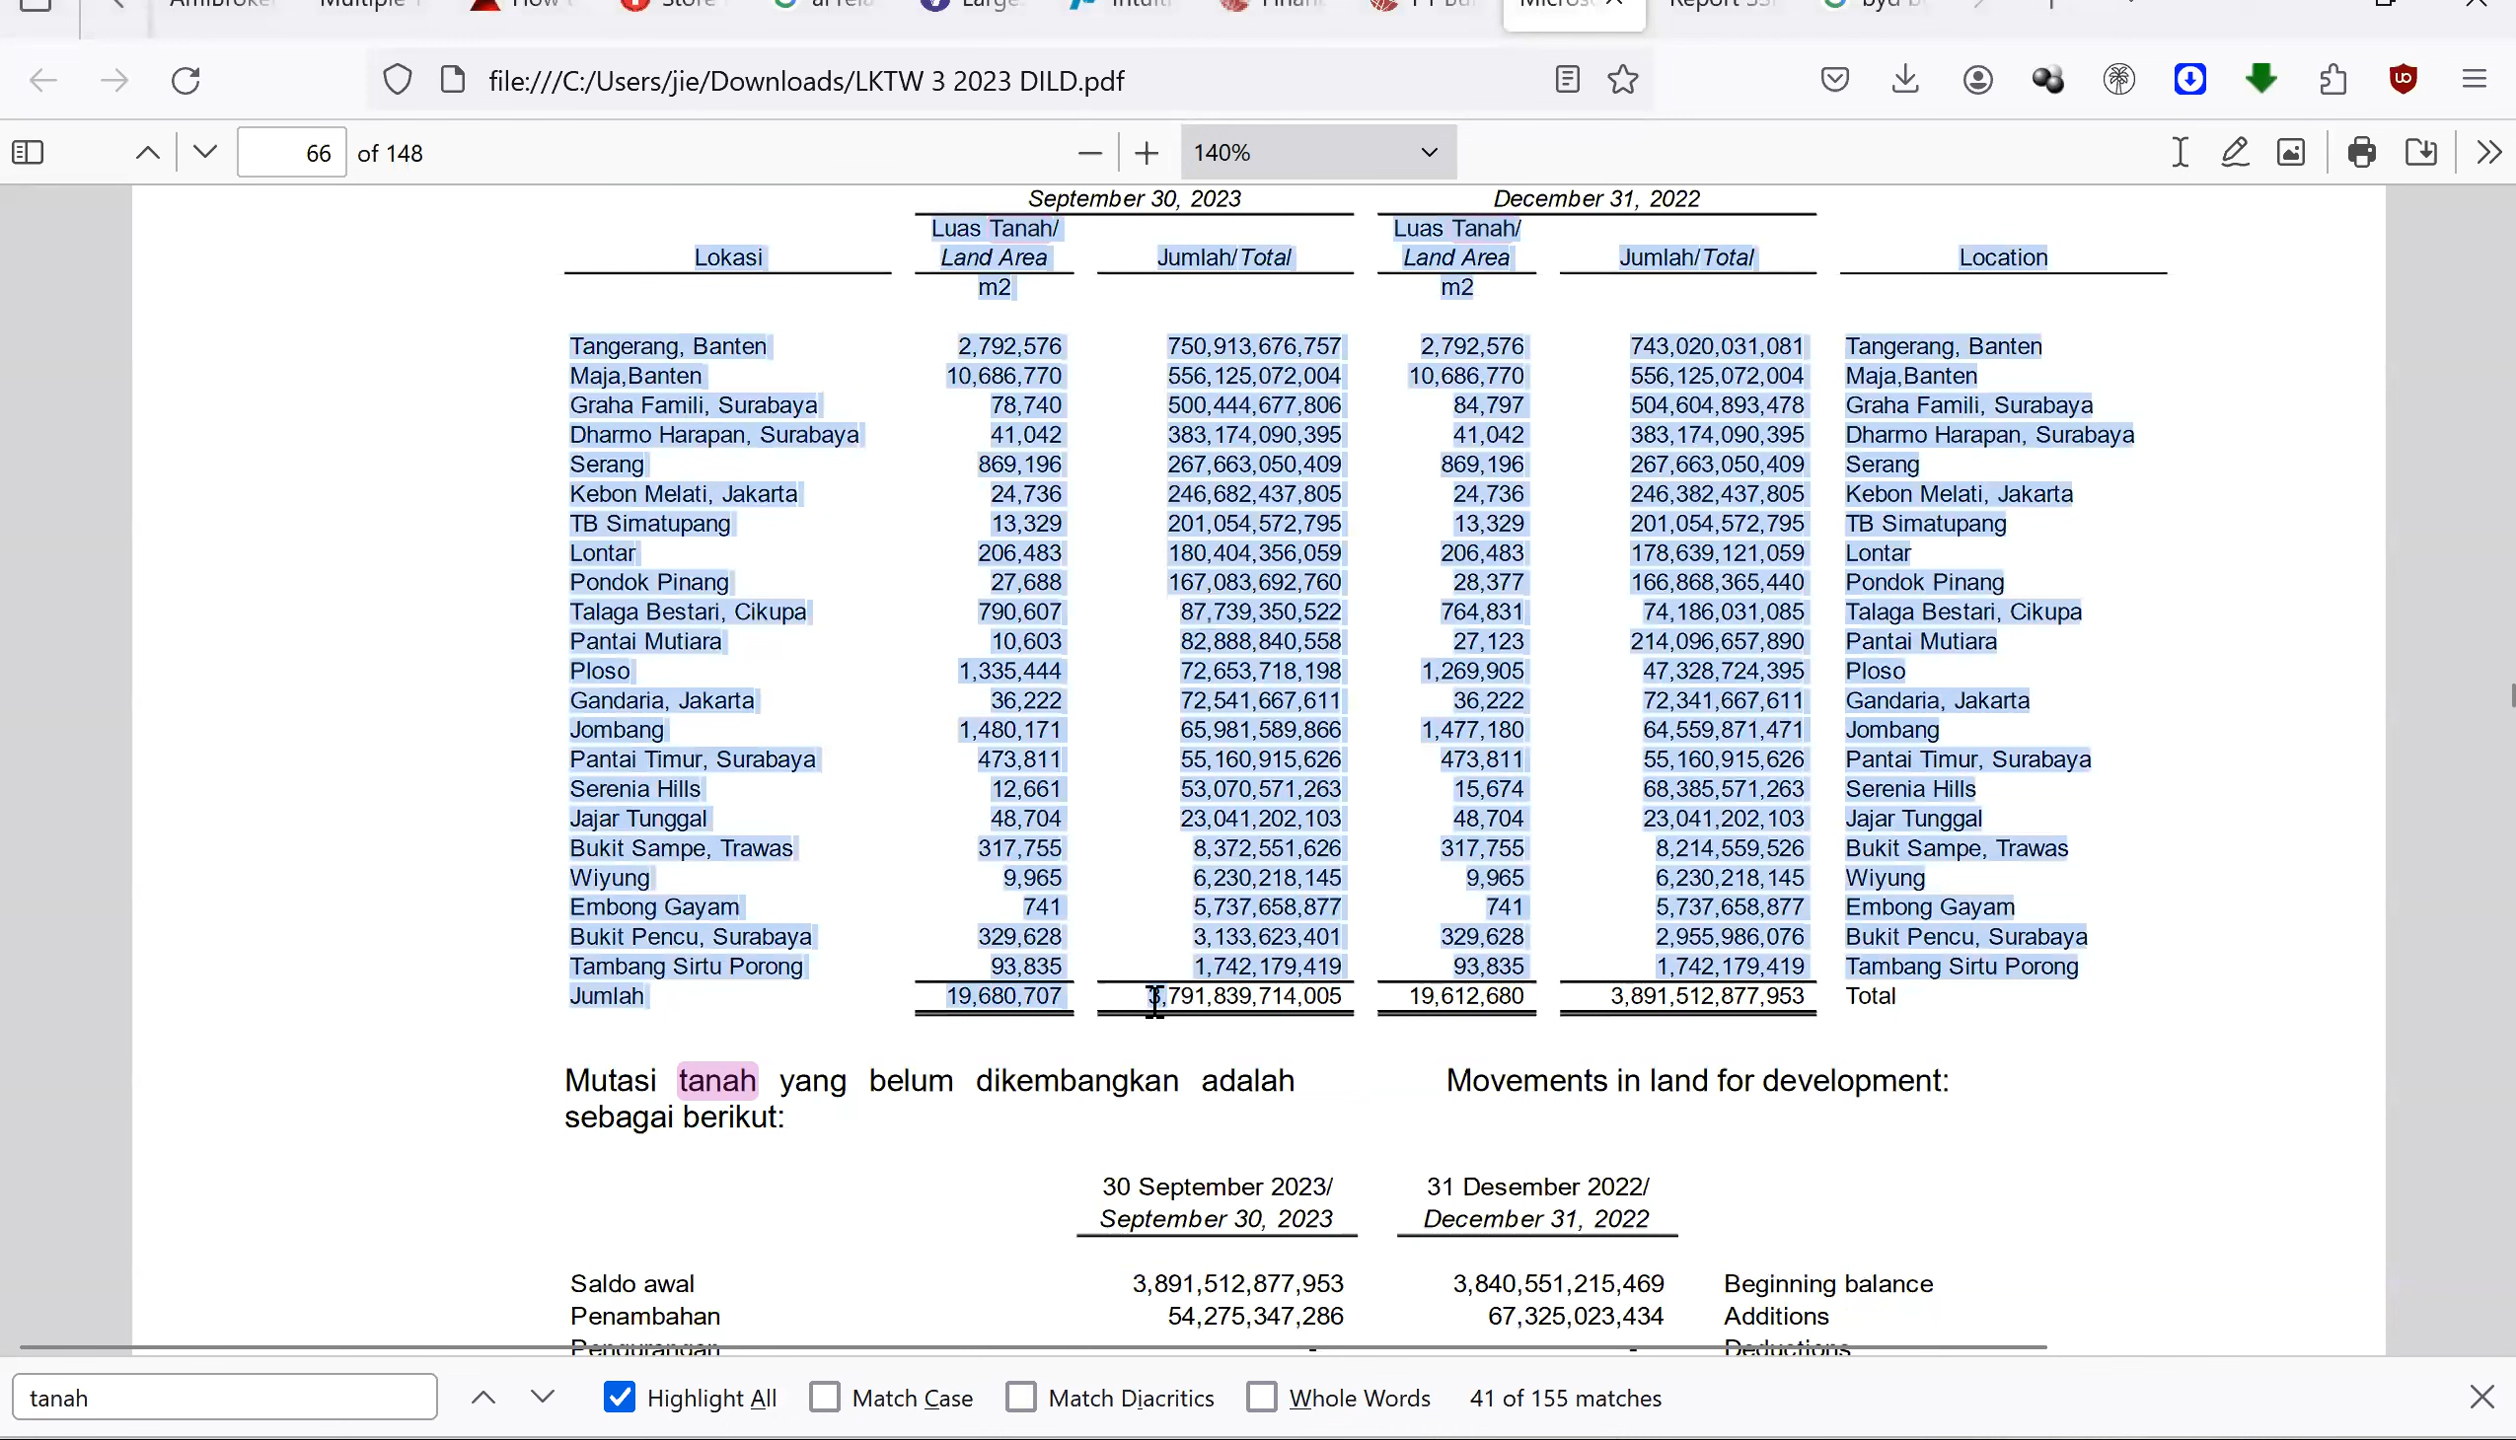 file:///C:/Users/jie/Downloads/LKTW 3 2023 DILD.pdf
66 of 148 140%
September 30, 2023 December 31, 2022
Luas Tanah/ Luas Tanah/
Lokasi Land Area Jumlah/Total Land Area Jumlah/Total Location
m2 m2
Tangerang, Banten 2,792,576 750,913,676,757 2,792,576 743,020,031,081 Tangerang, Banten
Maja,Banten 10,686,770 556,125,072,004 10,686,770 556,125,072,004 Maja,Banten
Graha Famili, Surabaya 78,740 500,444,677,806 84,797 504,604,893,478 Graha Famili, Surabaya
Dharmo Harapan, Surabaya 41,042 383,174,090,395 41,042 383,174,090,395 Dharmo Harapan, Surabaya
Serang 869,196 267,663,050,409 869,196 267,663,050,409 Serang
Kebon Melati, Jakarta 24,736 246,682,437,805 24,736 246,382,437,805 Kebon Melati, Jakarta
TB Simatupang 13,329 201,054,572,795 13,329 201,054,572,795 TB Simatupang
Lontar 206,483 180,404,356,059 206,483 178,639,121,059 Lontar
Pondok Pinang 27,688 167,083,692,760 28,377 166,868,365,440 Pondok Pinang
Talaga Bestari, Cikupa 790,607 87,739,350,522 764,831 74,186,031,085 Talaga Bestari, Cikupa
Pantai Mutiara 10,603 82,888,840,558 27,123 214,096,657,890 Pantai Mutiara
Ploso 1,335,444 72,653,718,198 1,269,905 47,328,724,395 Ploso
Gandaria, Jakarta 36,222 72,541,667,611 36,222 72,341,667,611 Gandaria, Jakarta
Jombang 1,480,171 65,981,589,866 1,477,180 64,559,871,471 Jombang
Pantai Timur, Surabaya 473,811 55,160,915,626 473,811 55,160,915,626 Pantai Timur, Surabaya
Serenia Hills 12,661 53,070,571,263 15,674 68,385,571,263 Serenia Hills
Jajar Tunggal 48,704 23,041,202,103 48,704 23,041,202,103 Jajar Tunggal
Bukit Sampe, Trawas 317,755 8,372,551,626 317,755 8,214,559,526 Bukit Sampe, Trawas
Wiyung 9,965 6,230,218,145 9,965 6,230,218,145 Wiyung
Embong Gayam 741 5,737,658,877 741 5,737,658,877 Embong Gayam
Bukit Pencu, Surabaya 329,628 3,133,623,401 329,628 2,955,986,076 Bukit Pencu, Surabaya
Tambang Sirtu Porong 93,835 1,742,179,419 93,835 1,742,179,419 Tambang Sirtu Porong
Jumlah 19,680,707 3,791,839,714,005 19,612,680 3,891,512,877,953 Total
Mutasi tanah yang belum dikembangkan adalah Movements in land for development:
sebagai berikut:
30 September 2023/ 31 Desember 2022/
September 30, 2023 December 31, 2022
Saldo awal 3,891,512,877,953 3,840,551,215,469 Beginning balance
Penambahan 54,275,347,286 67,325,023,434 Additions
Pengurangan - - Deductions
tanah Highlight All Match Case Match Diacritics Whole Words 41 of 155 matches